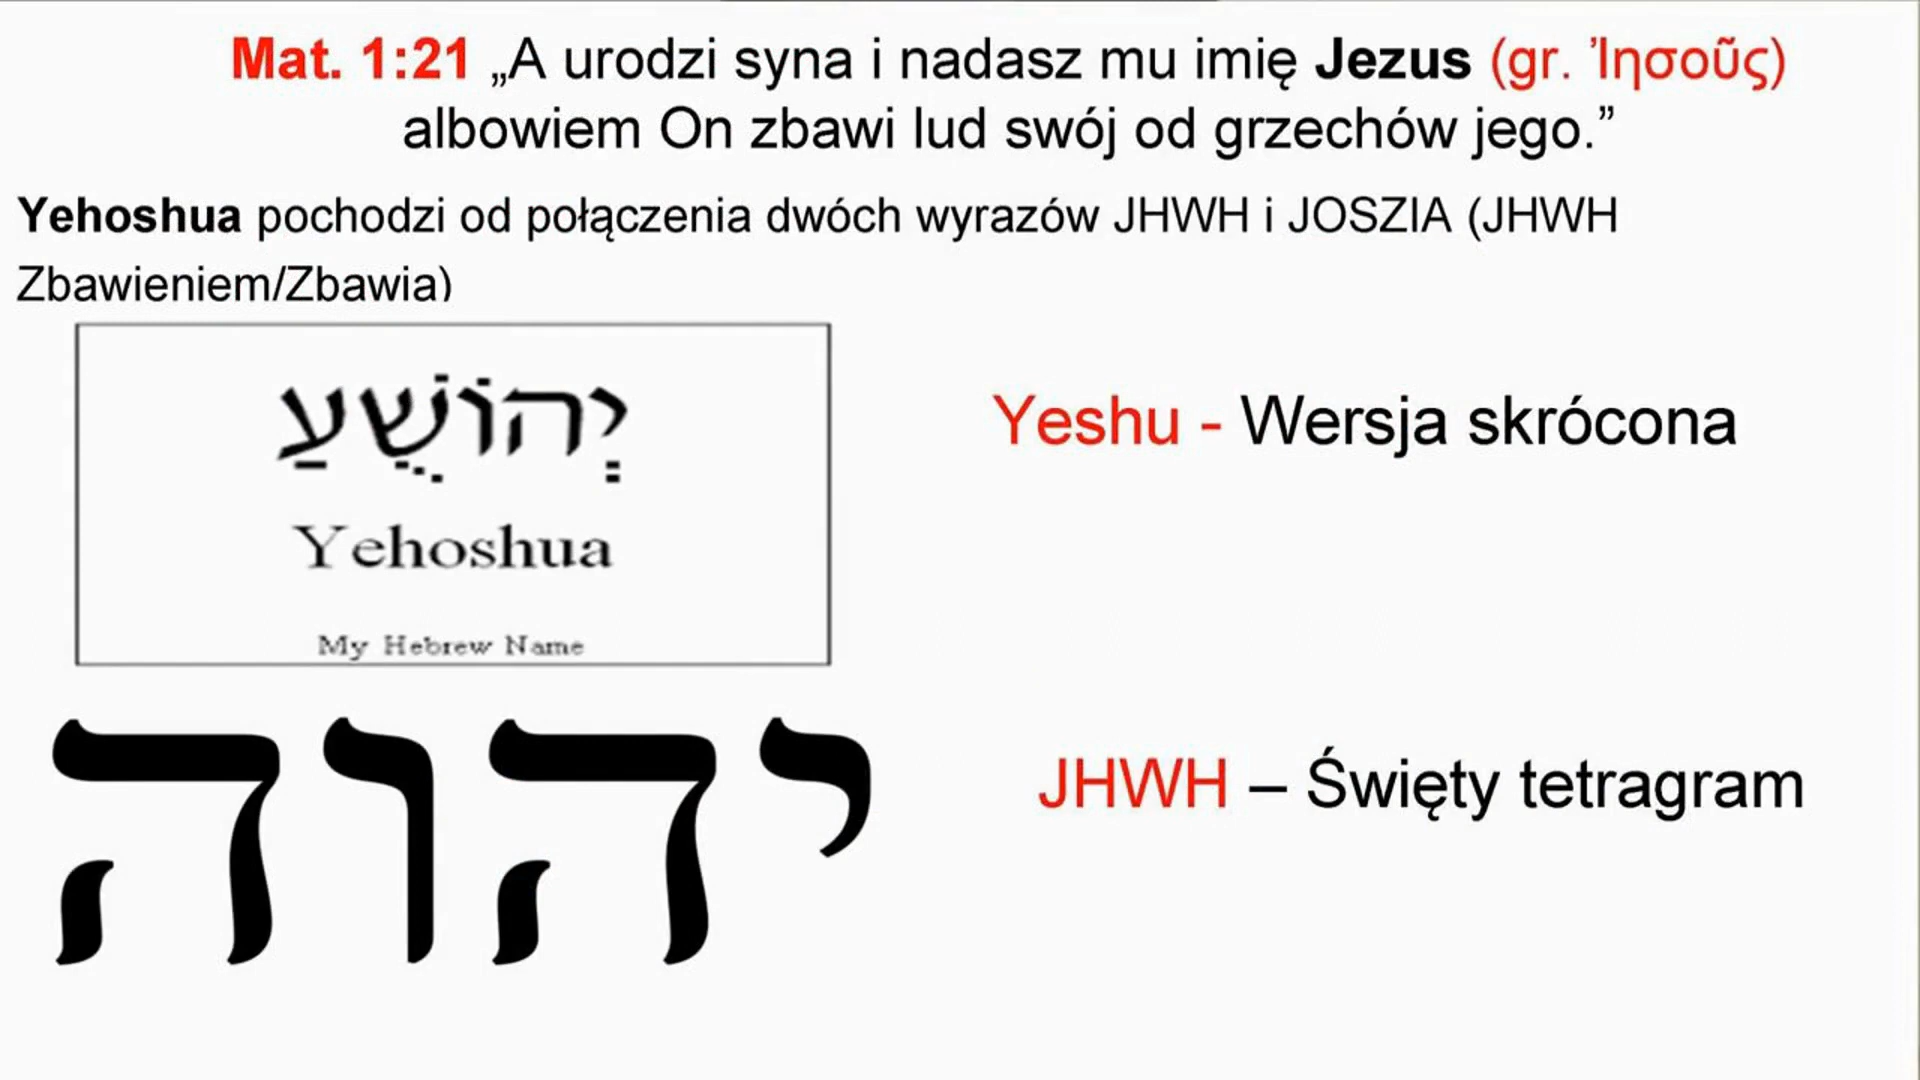 Mat. 1:21 „A urodzi syna i nadasz mu imię Jezus (gr. Ἰησοῦς)
albowiem On zbawi lud swój od grzechów jego.”
Yehoshua pochodzi od połączenia dwóch wyrazów JHWH i JOSZIA (JHWH
Zbawieniem/Zbawia)
יְהוֹשֻׁעַ
Yehoshua
My Hebrew Name
Yeshu - Wersja skrócona
יהוה
JHWH – Święty tetragram